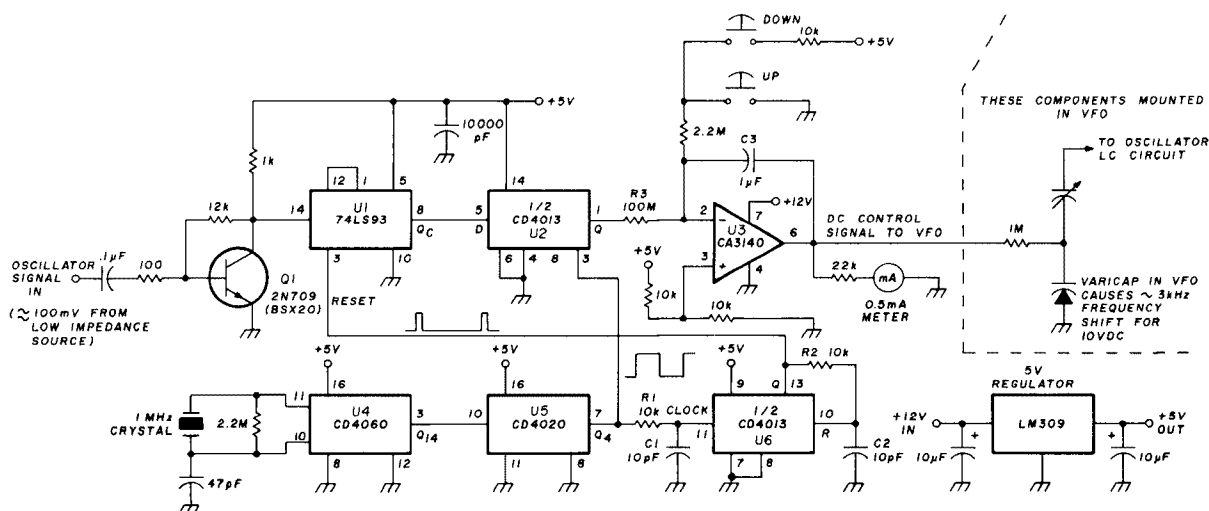 DOWN
10k
+5V
UP
+5V
10000
pF
2.2M
C3
1µF
1k
12k
12 1 5
14
U1
74LS93
8
QC
3
10
14
5
D
1/2
CD4013
U2
1
Q
6 4 8 3
R3
100M
2
3
U3
CA3140
7
+12V
6
4
DC CONTROL
SIGNAL TO VFO
22k
mA
0.5mA
METER
+5V
10k
10k
THESE COMPONENTS MOUNTED
IN VFO
TO OSCILLATOR
LC CIRCUIT
1M
VARICAP IN VFO
CAUSES ~ 3kHz
FREQUENCY
SHIFT FOR
10VDC
OSCILLATOR
SIGNAL
IN
.1µF
100
(≈100mV FROM
LOW IMPEDANCE
SOURCE)
Q1
2N709
(BSX20)
RESET
+5V
16
1 MHz
CRYSTAL
2.2M
11
10
U4
CD4060
3
Q14
8
12
47pF
+5V
16
10
U5
CD4020
7
Q4
11
8
R1
10k
C1
10pF
CLOCK
11
+5V
9
Q 13
1/2
CD4013
U6
10
R
7 8
R2 10k
C2
10pF
5V
REGULATOR
+12V
IN
LM309
+5V
OUT
+
10µF
+
10µF